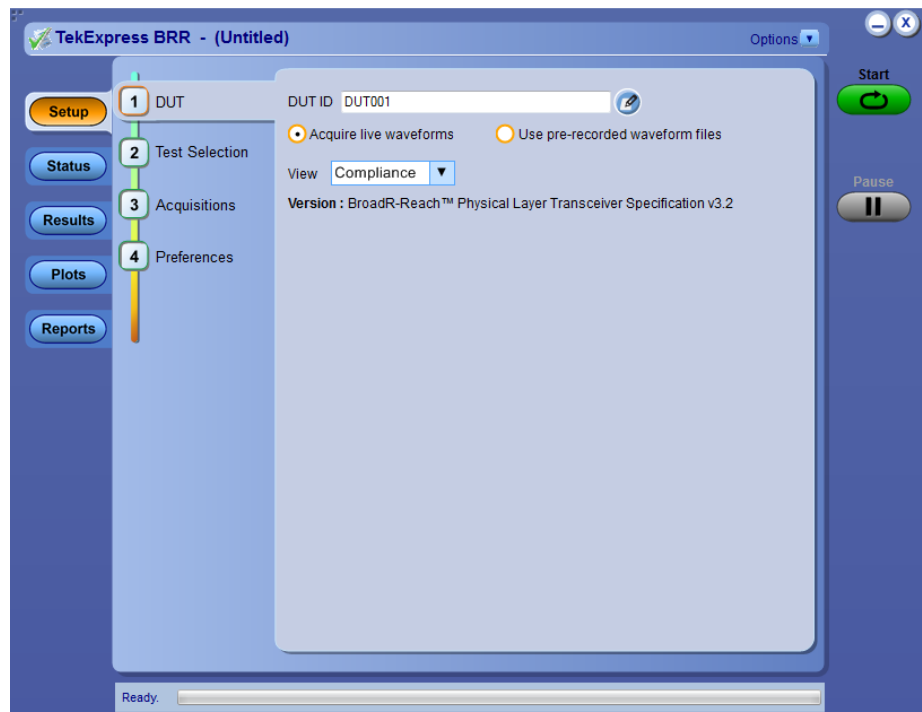 TekExpress BRR - (Untitled)
Options
X
Start
Setup
Status
Results
Plots
Reports
1 DUT
2 Test Selection
3 Acquisitions
4 Preferences
DUT ID DUT001
Acquire live waveforms
Use pre-recorded waveform files
View Compliance
Version : BroadR-Reach™ Physical Layer Transceiver Specification v3.2
Pause
Ready.